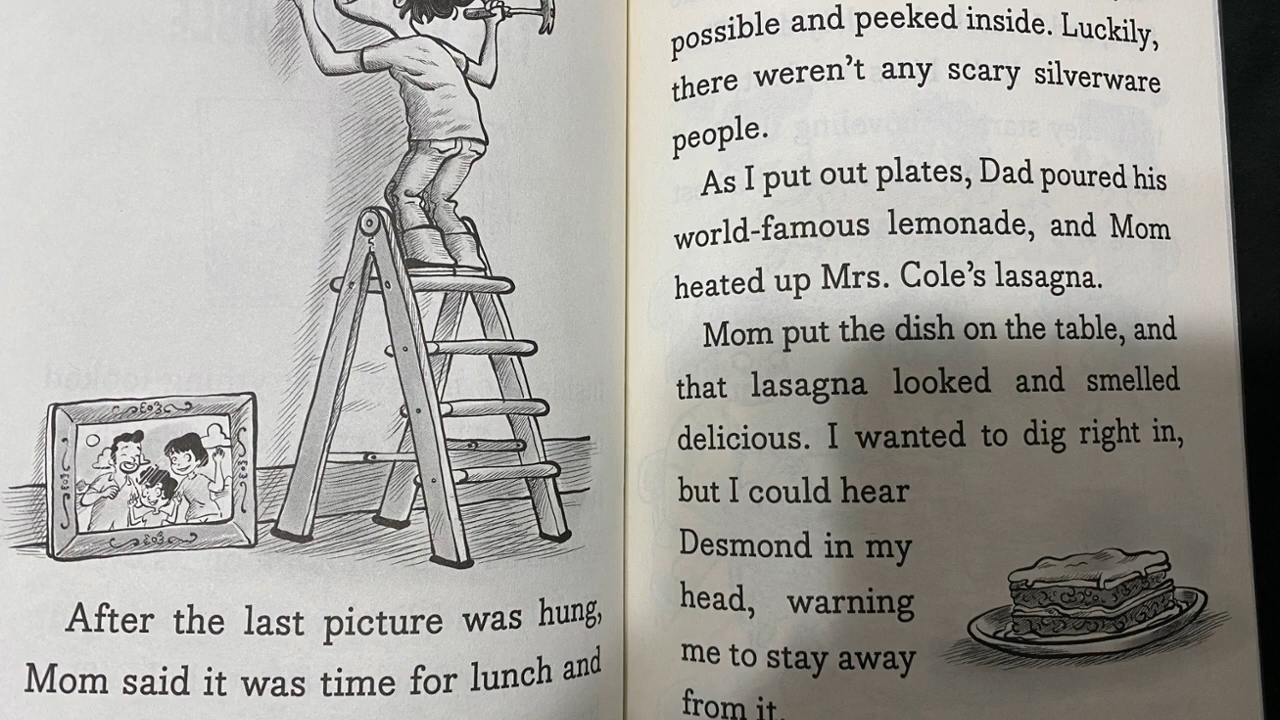 After the last picture was hung,
Mom said it was time for lunch and
possible and peeked inside. Luckily,
there weren't any scary silverware
people.
As I put out plates, Dad poured his
world-famous lemonade, and Mom
heated up Mrs. Cole's lasagna.
Mom put the dish on the table, and
that lasagna looked and smelled
delicious. I wanted to dig right in,
but I could hear
Desmond in my
head, warning
me to stay away
from it.